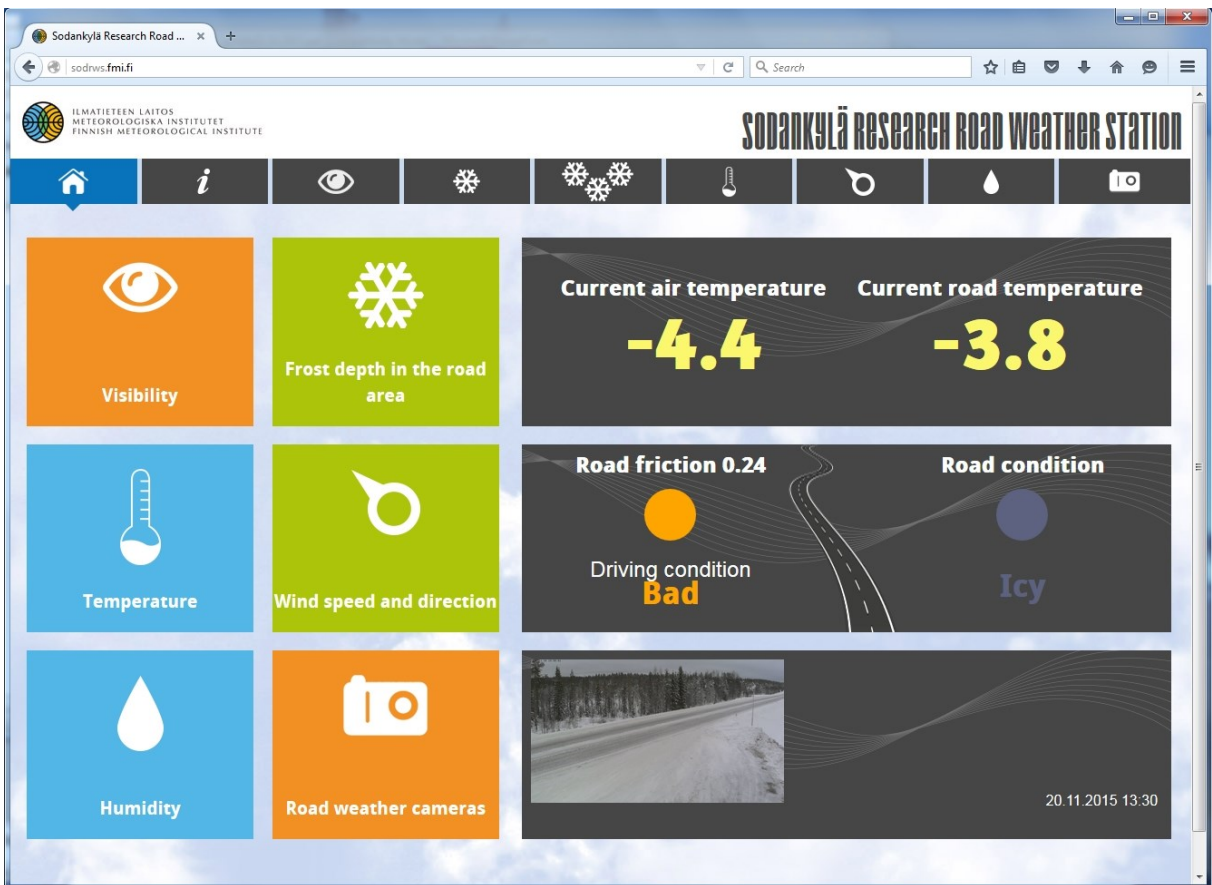 Sodankylä Research Road ...
sodrws.fmi.fi
Search
ILMATIETEEN LAITOS
METEOROLOGISKA INSTITUTET
FINNISH METEOROLOGICAL INSTITUTE
SODANKYLÄ RESEARCH ROAD WEATHER STATION
i
Visibility
Frost depth in the road
area
Current air temperature
-4.4
Current road temperature
-3.8
Temperature
Wind speed and direction
Road friction 0.24
Driving condition
Bad
Road condition
Icy
Humidity
Road weather cameras
20.11.2015 13:30